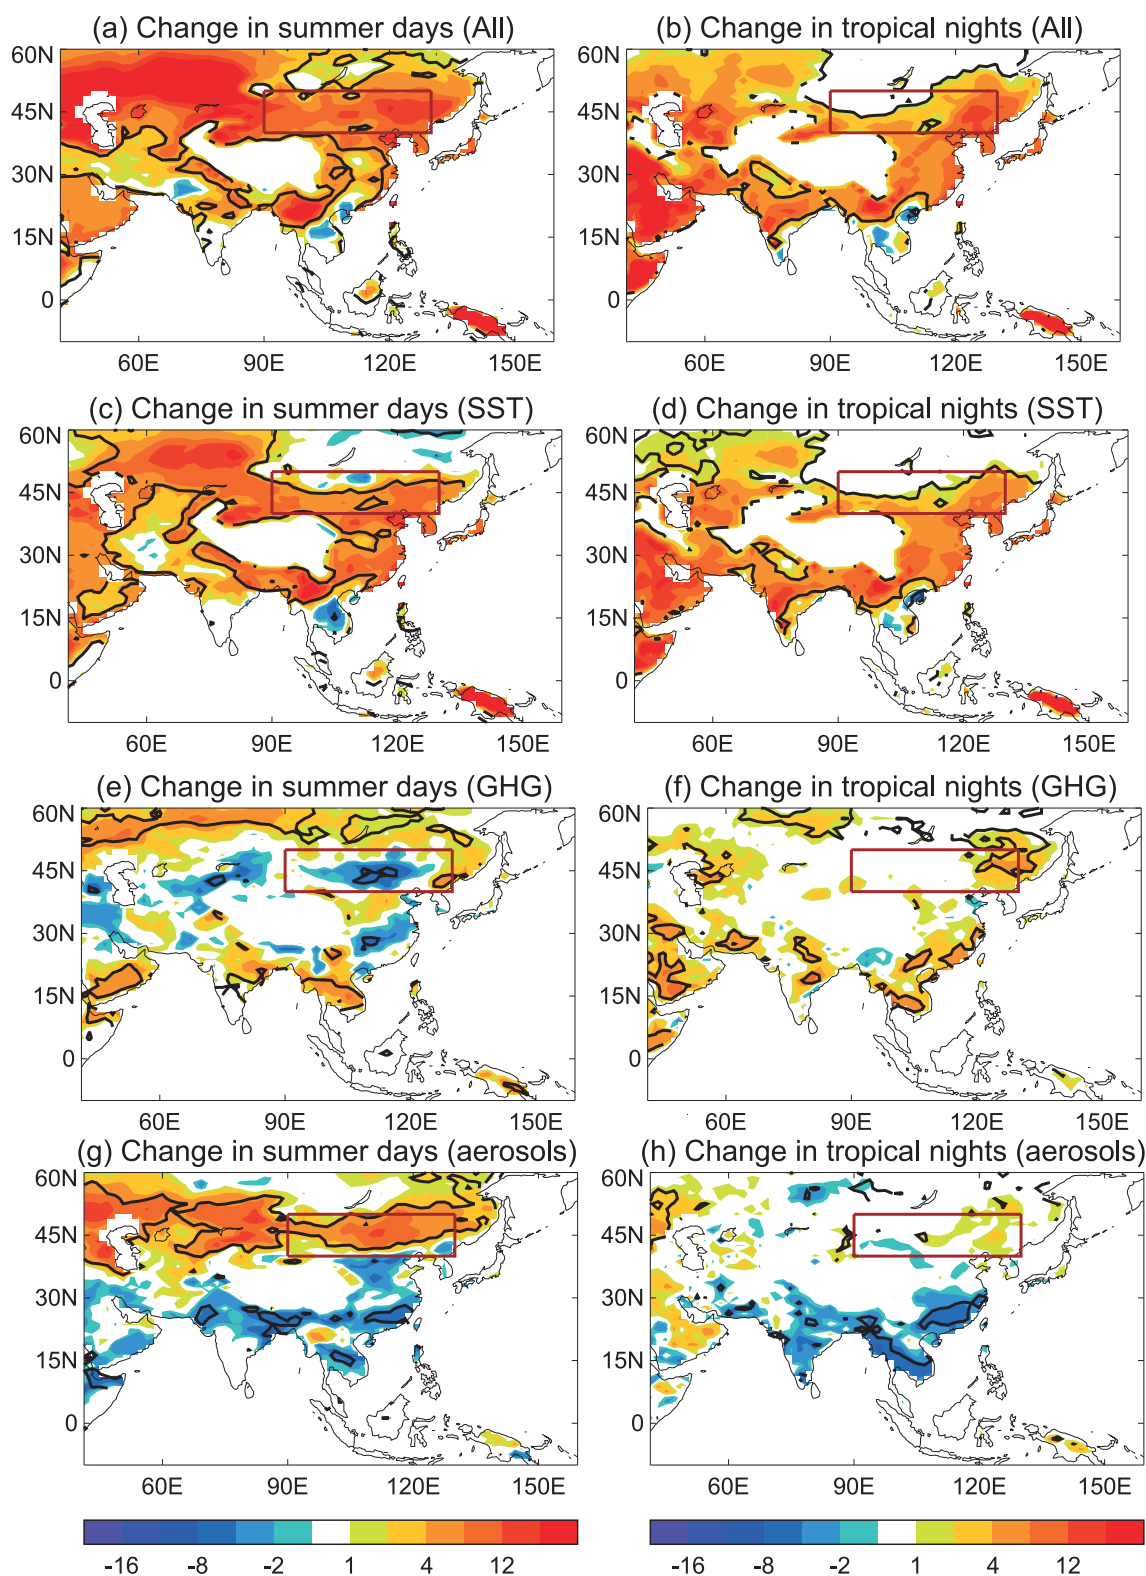 (a) Change in summer days (All)
(b) Change in tropical nights (All)
60N
45N
30N
15N
0
60E
90E
120E
150E
60N
45N
30N
15N
0
60E
90E
120E
150E
(c) Change in summer days (SST)
(d) Change in tropical nights (SST)
60N
45N
30N
15N
0
60E
90E
120E
150E
60N
45N
30N
15N
0
60E
90E
120E
150E
(e) Change in summer days (GHG)
(f) Change in tropical nights (GHG)
60N
45N
30N
15N
0
60E
90E
120E
150E
60N
45N
30N
15N
0
60E
90E
120E
150E
(g) Change in summer days (aerosols)
(h) Change in tropical nights (aerosols)
60N
45N
30N
15N
0
60E
90E
120E
150E
60N
45N
30N
15N
0
60E
90E
120E
150E
-16 -8 -2 1 4 12
-16 -8 -2 1 4 12